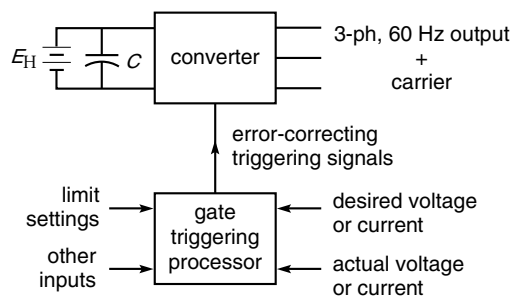 3-ph, 60 Hz output
+
carrier
E_H
C
converter
error-correcting
triggering signals
limit
settings
other
inputs
gate
triggering
processor
desired voltage
or current
actual voltage
or current